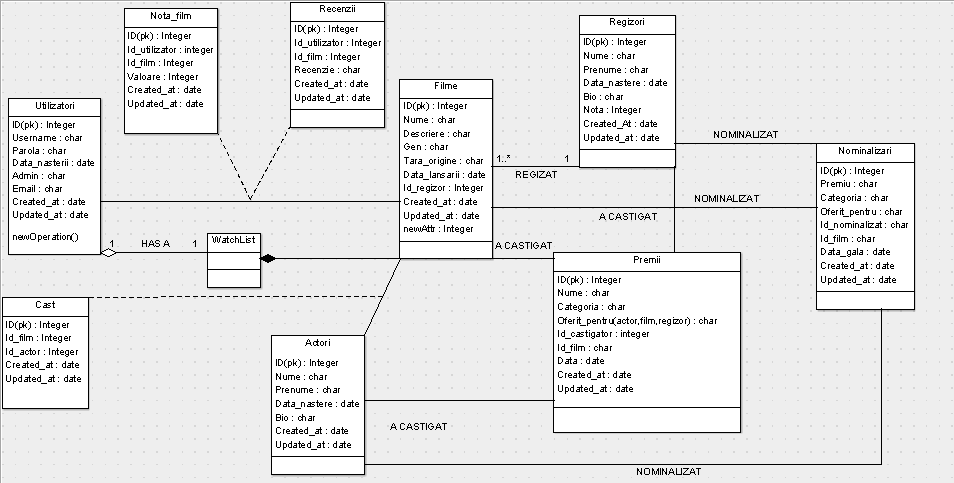 Nota_film
ID(pk) : Integer
Id_utilizator : integer
Id_film : Integer
Valoare : Integer
Created_at : date
Updated_at : date
Recenzii
ID(pk) : Integer
Id_utilizator : Integer
Id_film : Integer
Recenzie : char
Created_at : date
Updated_at : date
Regizori
ID(pk) : Integer
Nume : char
Prenume : char
Data_nastere : date
Bio : char
Nota : Integer
Created_At : date
Updated_at : date
Utilizatori
ID(pk) : Integer
Username : char
Parola : char
Data_nasterii : date
Admin : char
Email : char
Created_at : date
Updated_at : date
newOperation()
Filme
ID(pk) : Integer
Nume : char
Descriere : char
Gen : char
Tara_origine : char
Data_lansarii : date
Id_regizor : Integer
Created_at : date
Updated_at : date
newAttr : Integer
1..*
1
REGIZAT
NOMINALIZAT
Nominalizari
ID(pk) : Integer
Premiu : char
Categoria : char
Oferit_pentru : char
Id_nominalizat : char
Id_film : char
Data_gala : date
Created_at : date
Updated_at : date
NOMINALIZAT
A CASTIGAT
1
HAS A
1
WatchList
A CASTIGAT
Premii
ID(pk) : Integer
Nume : char
Categoria : char
Oferit_pentru(actor,film,regizor) : char
Id_castigator : integer
Id_film : char
Data : date
Created_at : date
Updated_at : date
Cast
ID(pk) : Integer
Id_film : Integer
Id_actor : Integer
Created_at : date
Updated_at : date
Actori
ID(pk) : Integer
Nume : char
Prenume : char
Data_nastere : date
Bio : char
Created_at : date
Updated_at : date
A CASTIGAT
NOMINALIZAT